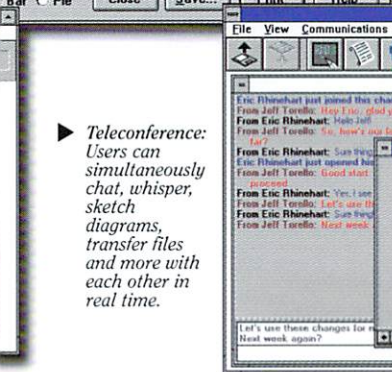 Bar Pie Close Save... Print Help
Teleconference:
Users can
simultaneously
chat, whisper,
sketch
diagrams,
transfer files
and more with
each other in
real time.
File View Communications
Eric Rhinehart just joined this cha
From Jeff Torello: Hey Eric, glad y
From Eric Rhinehart: Hello Jeff
From Jeff Torello: So, how's our
far?
From Eric Rhinehart: Sure thing
Eric Rhinehart just opened his
From Jeff Torello: Good start
proceed
From Eric Rhinehart: Yes, I see
From Jeff Torello: Let's use th
From Eric Rhinehart: Sure thing
From Jeff Torello: Next week
Let's use these changes for n
Next week again?